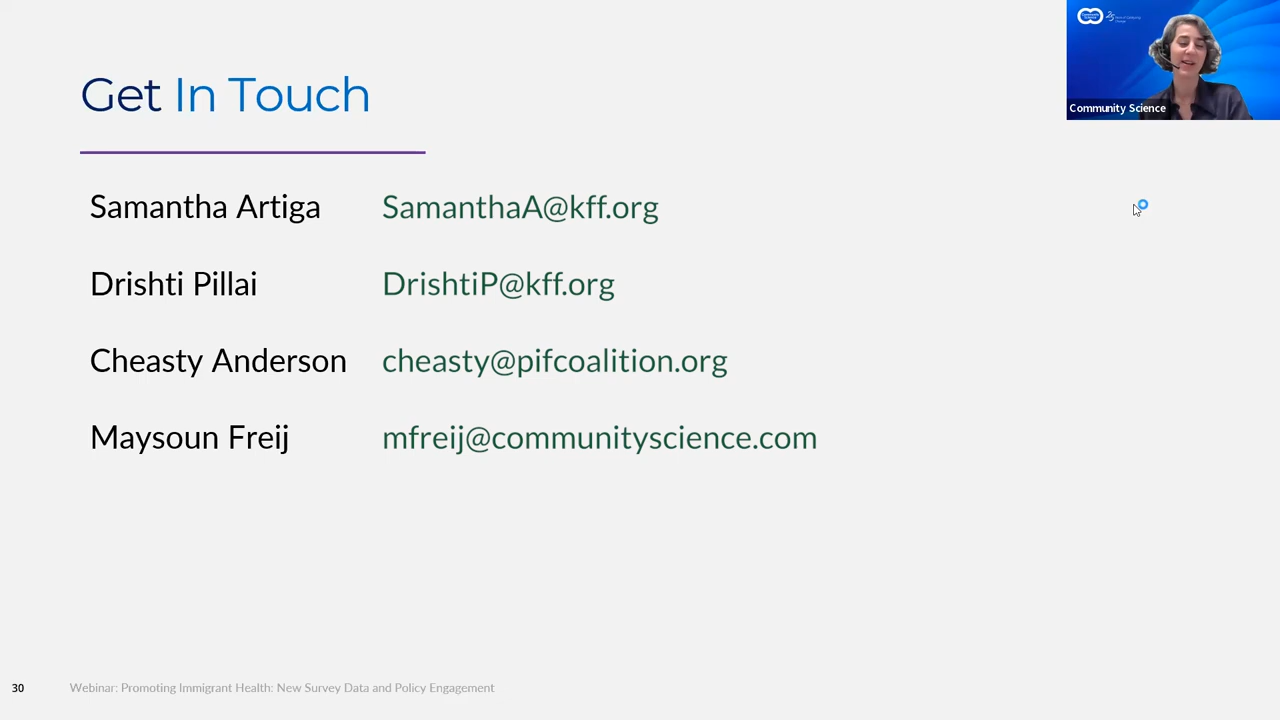 Get In Touch
Samantha Artiga SamanthaA@kff.org
Drishti Pillai DrishtiP@kff.org
Cheasty Anderson cheasty@pifcoalition.org
Maysoun Freij mfreij@communityscience.com
Community Science
30 Webinar: Promoting Immigrant Health: New Survey Data and Policy Engagement